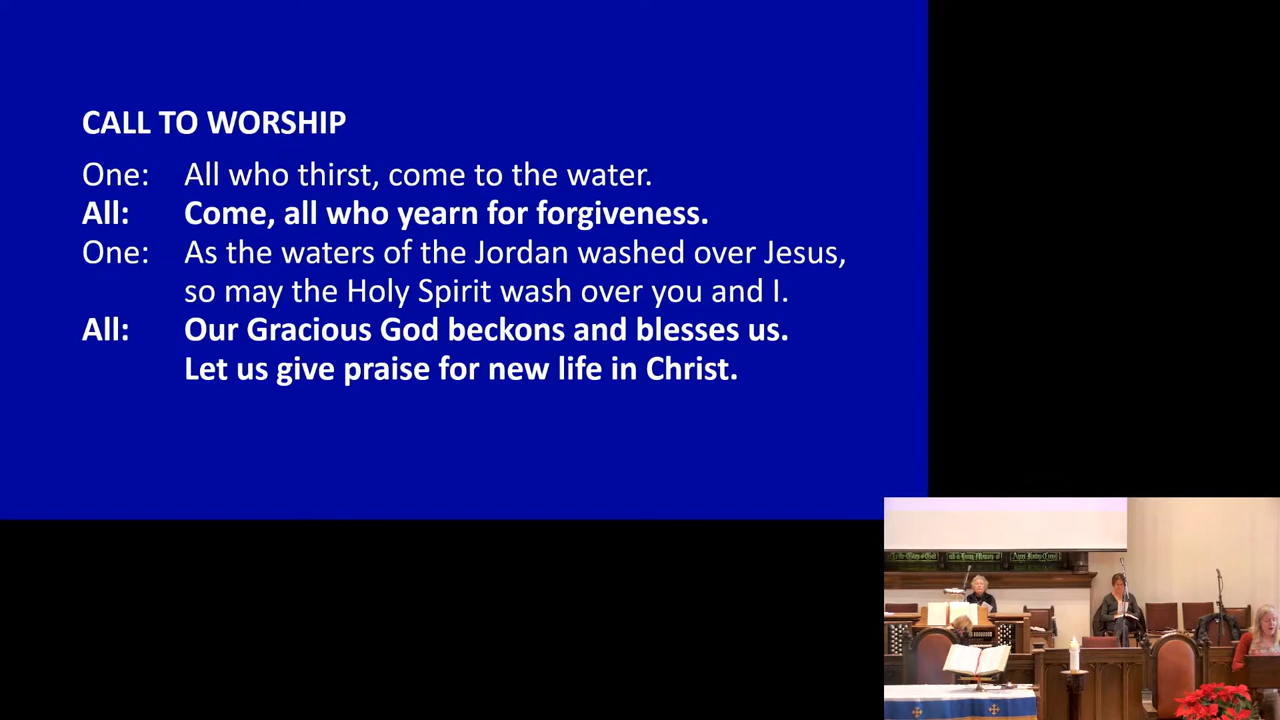 CALL TO WORSHIP
One: All who thirst, come to the water.
All: Come, all who yearn for forgiveness.
One: As the waters of the Jordan washed over Jesus,
so may the Holy Spirit wash over you and I.
All: Our Gracious God beckons and blesses us.
Let us give praise for new life in Christ.